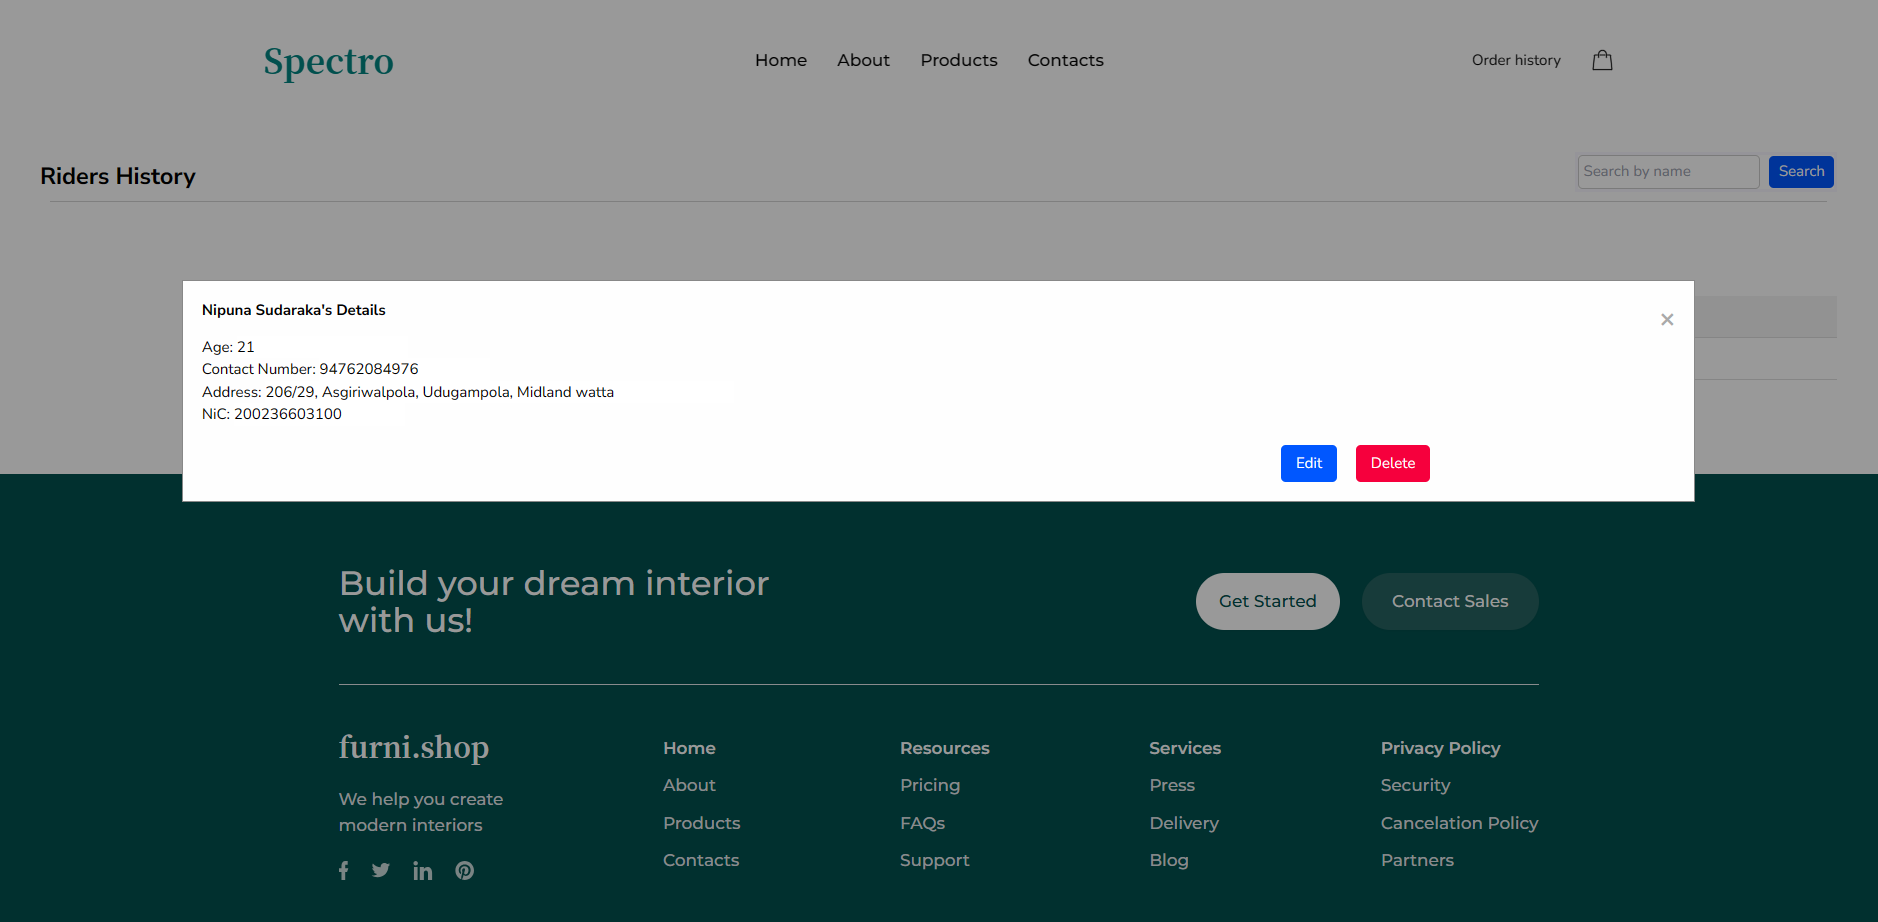 Spectro
Home About Products Contacts
Order history
Riders History
Search by name
Search
Nipuna Sudaraka's Details
×
Age: 21
Contact Number: 94762084976
Address: 206/29, Asgiriwalpola, Udugampola, Midland watta
NiC: 200236603100
Edit Delete
Build your dream interior
with us!
Get Started Contact Sales
furni.shop
We help you create
modern interiors
Home
About
Products
Contacts
Resources
Pricing
FAQs
Support
Services
Press
Delivery
Blog
Privacy Policy
Security
Cancelation Policy
Partners